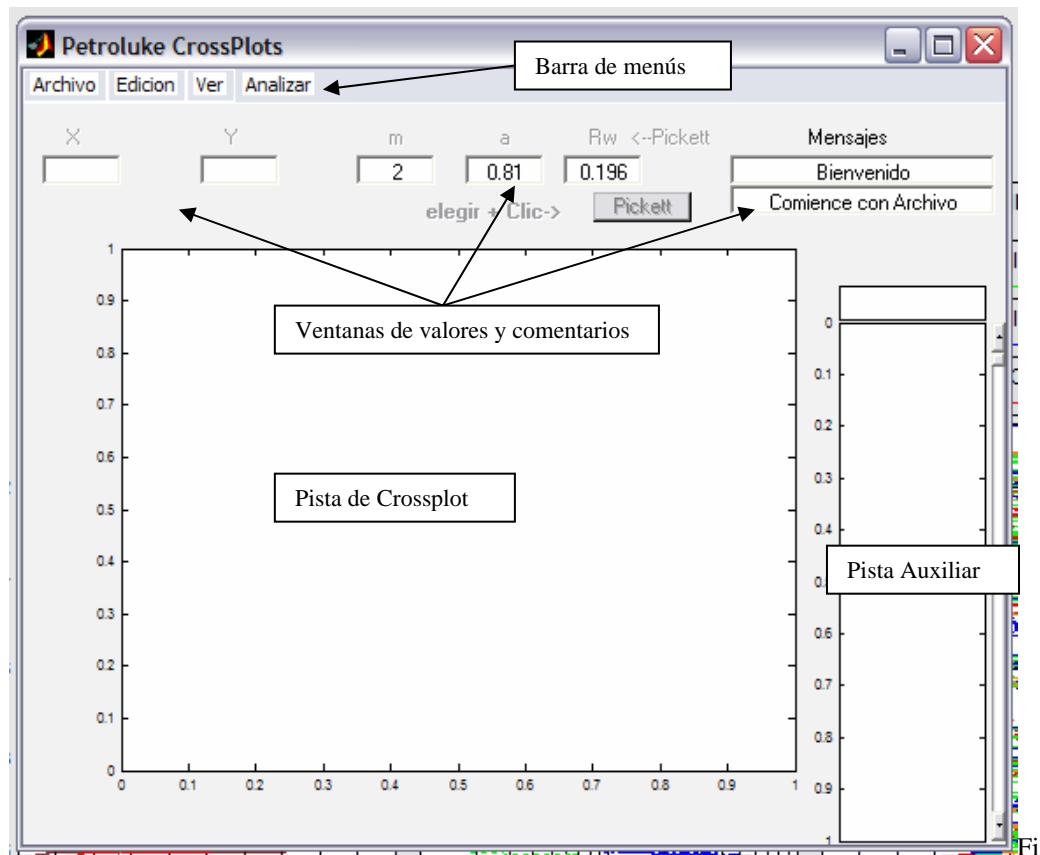 Petroluke CrossPlots
Barra de menús
Archivo Edicion Ver Analizar
X Y m a Rw <--Pickett Mensajes
2 0.81 0.196 Bienvenido
elegir + Clic-> Pickett Comience con Archivo
Ventanas de valores y comentarios
Pista de Crossplot
Pista Auxiliar
1
0.9
0.8
0.7
0.6
0.5
0.4
0.3
0.2
0.1
0
0 0.1 0.2 0.3 0.4 0.5 0.6 0.7 0.8 0.9 1
0
0.1
0.2
0.3
0.4
0.6
0.7
0.8
0.9
1
Fi